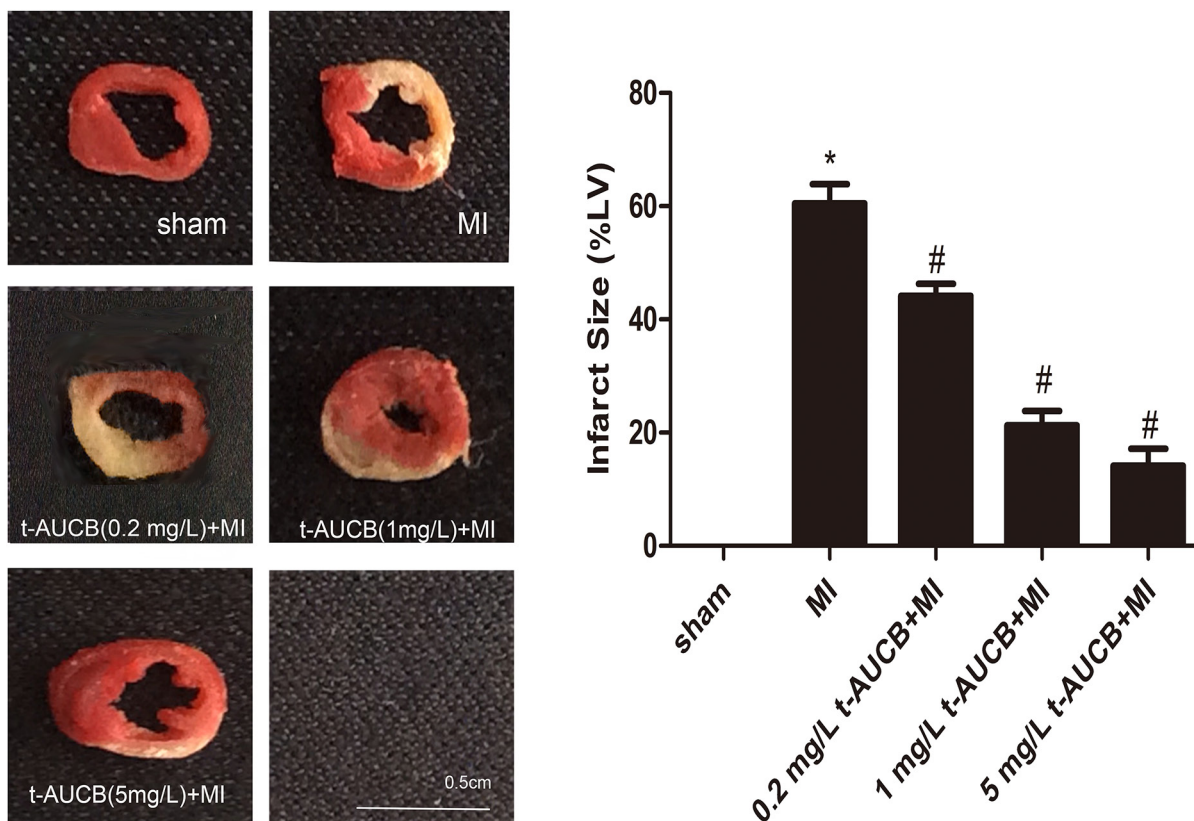 sham
MI
t-AUCB(0.2 mg/L)+MI
t-AUCB(1mg/L)+MI
t-AUCB(5mg/L)+MI
0.5cm
Infarct Size (%LV)
80
60
40
20
0
*
#
#
#
sham
MI
0.2 mg/L t-AUCB+MI
1 mg/L t-AUCB+MI
5 mg/L t-AUCB+MI